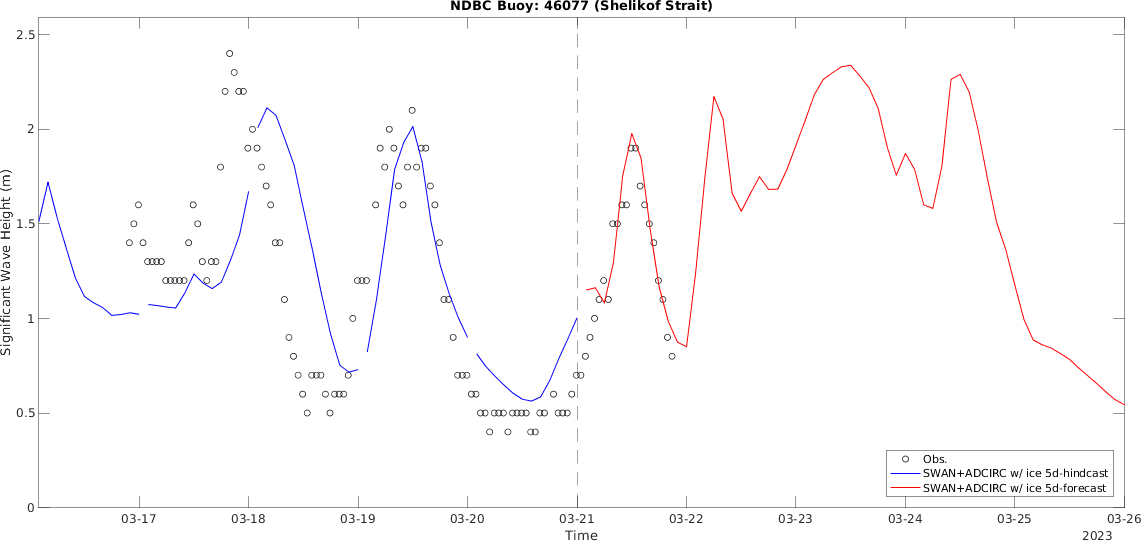 NDBC Buoy: 46077 (Shelikof Strait)
2.5
2
1.5
1
0.5
0
Significant Wave Height (m)
Obs.
SWAN+ADCIRC w/ ice 5d-hindcast
SWAN+ADCIRC w/ ice 5d-forecast
03-17 03-18 03-19 03-20 03-21 03-22 03-23 03-24 03-25 03-26
Time
2023